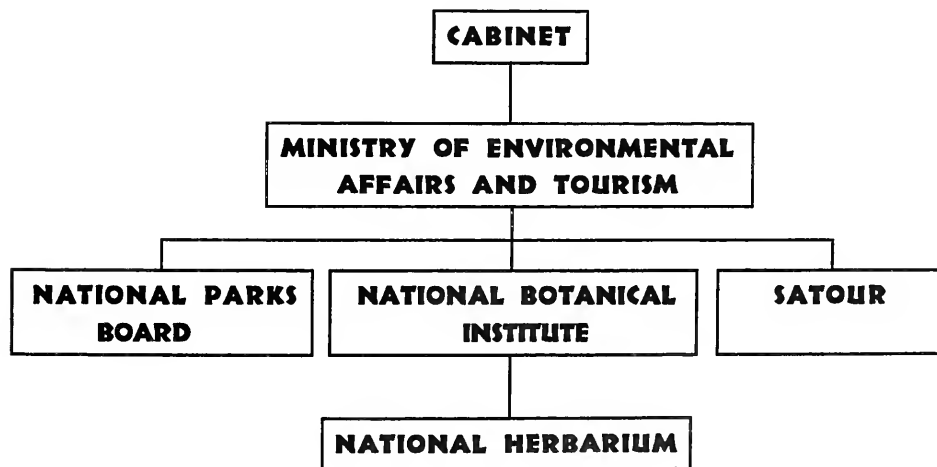 CABINET
MINISTRY OF ENVIRONMENTAL
AFFAIRS AND TOURISM
NATIONAL PARKS
BOARD
NATIONAL BOTANICAL
INSTITUTE
SATOUR
NATIONAL HERBARIUM